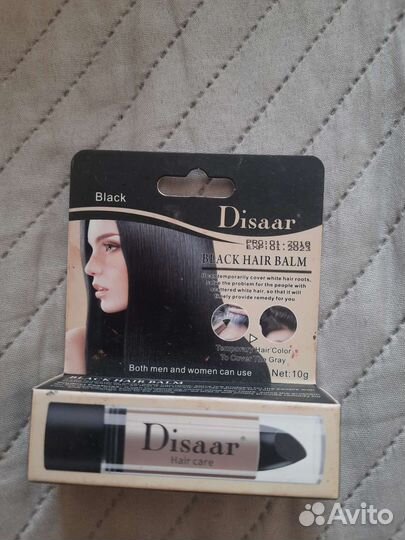 Black
Disaar
PRO:01 2019
BLACK HAIR BALM
temporarily cover white hair roots.
the problem for the people with
white hair, so that it will
provide remedy for you
Temporary Hair Color
To Cover The Gray
Both men and women can use
Net:10g
BLACK HAIR BALM
Disaar
Hair care
Avito